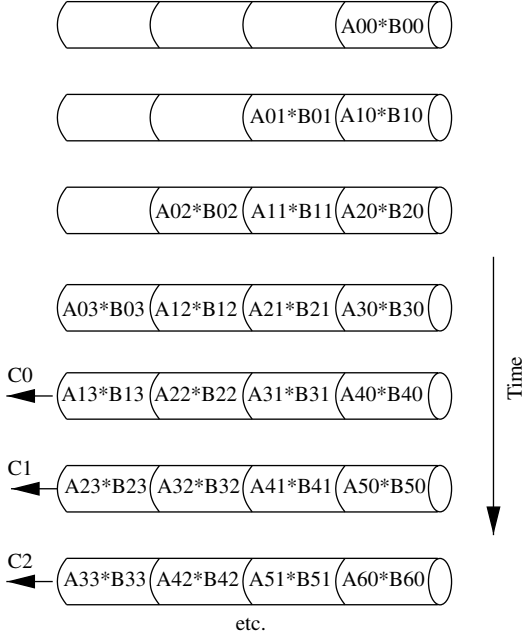 A00*B00
A01*B01 A10*B10
A02*B02 A11*B11 A20*B20
A03*B03 A12*B12 A21*B21 A30*B30
C0
A13*B13 A22*B22 A31*B31 A40*B40
Time
C1
A23*B23 A32*B32 A41*B41 A50*B50
C2
A33*B33 A42*B42 A51*B51 A60*B60
etc.